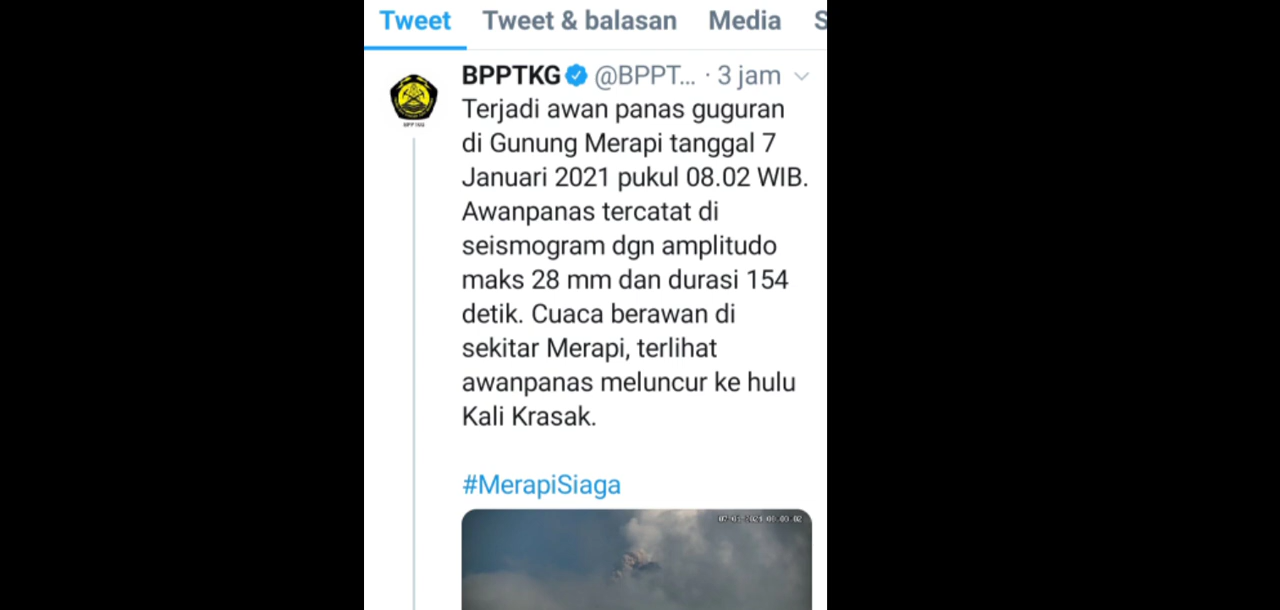 Tweet Tweet & balasan Media S
BPPTKG @BPPT... · 3 jam
BPPTKG
Terjadi awan panas guguran
di Gunung Merapi tanggal 7
Januari 2021 pukul 08.02 WIB.
Awanpanas tercatat di
seismogram dgn amplitudo
maks 28 mm dan durasi 154
detik. Cuaca berawan di
sekitar Merapi, terlihat
awanpanas meluncur ke hulu
Kali Krasak.
#MerapiSiaga